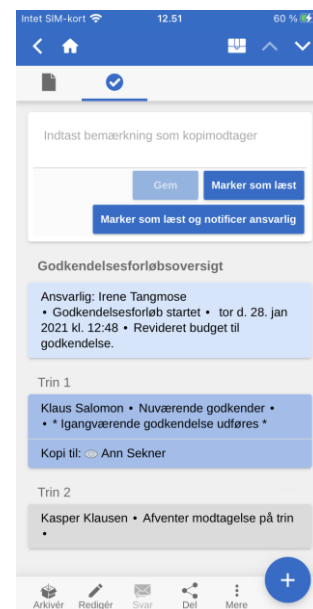 Intet SIM-kort 12.51 60 %
Indtast bemærkning som kopimodtager
Gem Marker som læst
Marker som læst og notificer ansvarlig
Godkendelsesforløbsoversigt
Ansvarlig: Irene Tangmose
• Godkendelsesforløb startet • tor d. 28. jan
2021 kl. 12:48 • Revideret budget til
godkendelse.
Trin 1
Klaus Salomon • Nuværende godkender •
• * Igangværende godkendelse udføres *
Kopi til: Ann Sekner
Trin 2
Kasper Klausen • Afventer modtagelse på trin
•
Arkivér Redigér Svar Del Mere